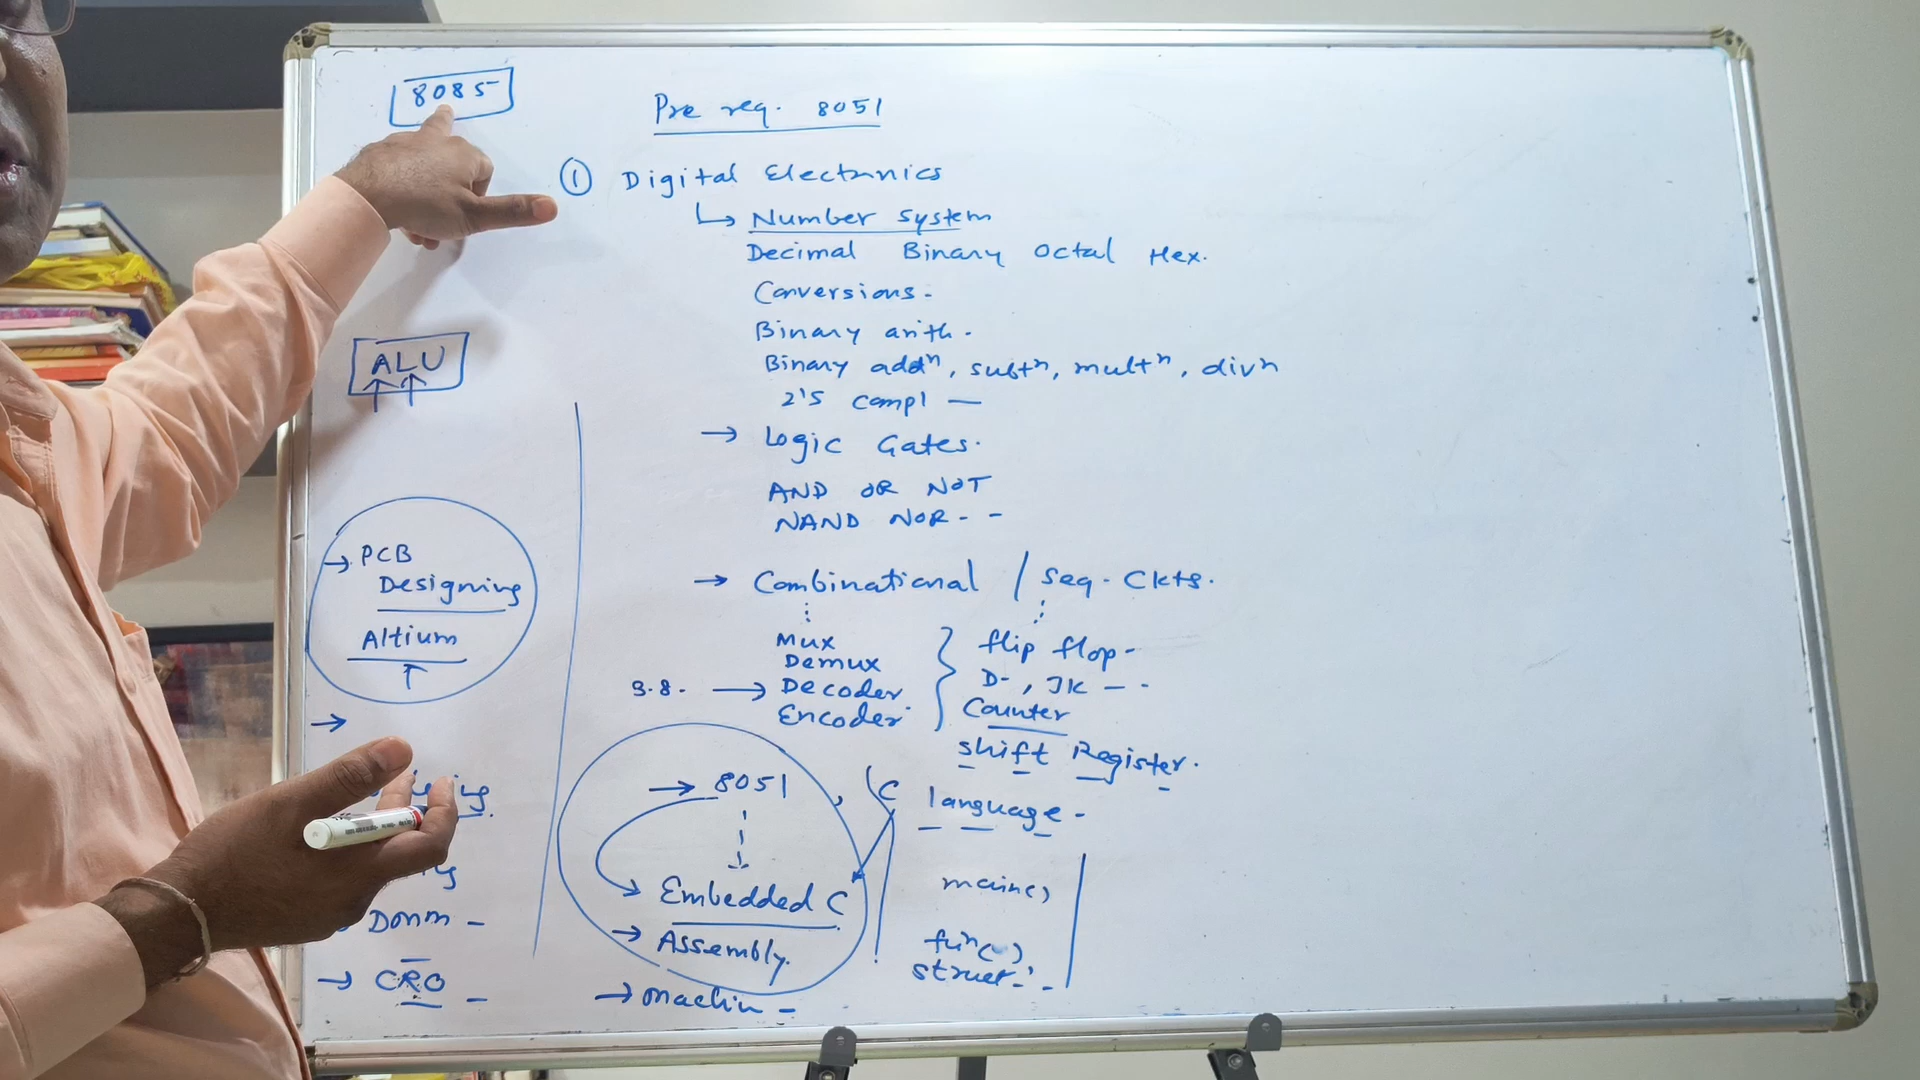 8085
Pre req. 8051
① Digital Electronics
↳ Number System
Decimal Binary Octal Hex.
Conversions.
Binary arith.
Binary addⁿ, subtⁿ, multⁿ, divⁿ
2's compl —
→ Logic Gates.
AND OR NOT
NAND NOR - -
ALU
→ PCB
Designing
Altium
→ Combinational / Seq. Ckts.
Mux
Demux
3.8. → Decoder
Encoder
flip flop -
D- , JK - -
Counter
Shift Register.
→ 8051 , C language -
Embedded C
→ Assembly.
→ machin -
main()
funⁿ( )
struct - -
→ CRO -